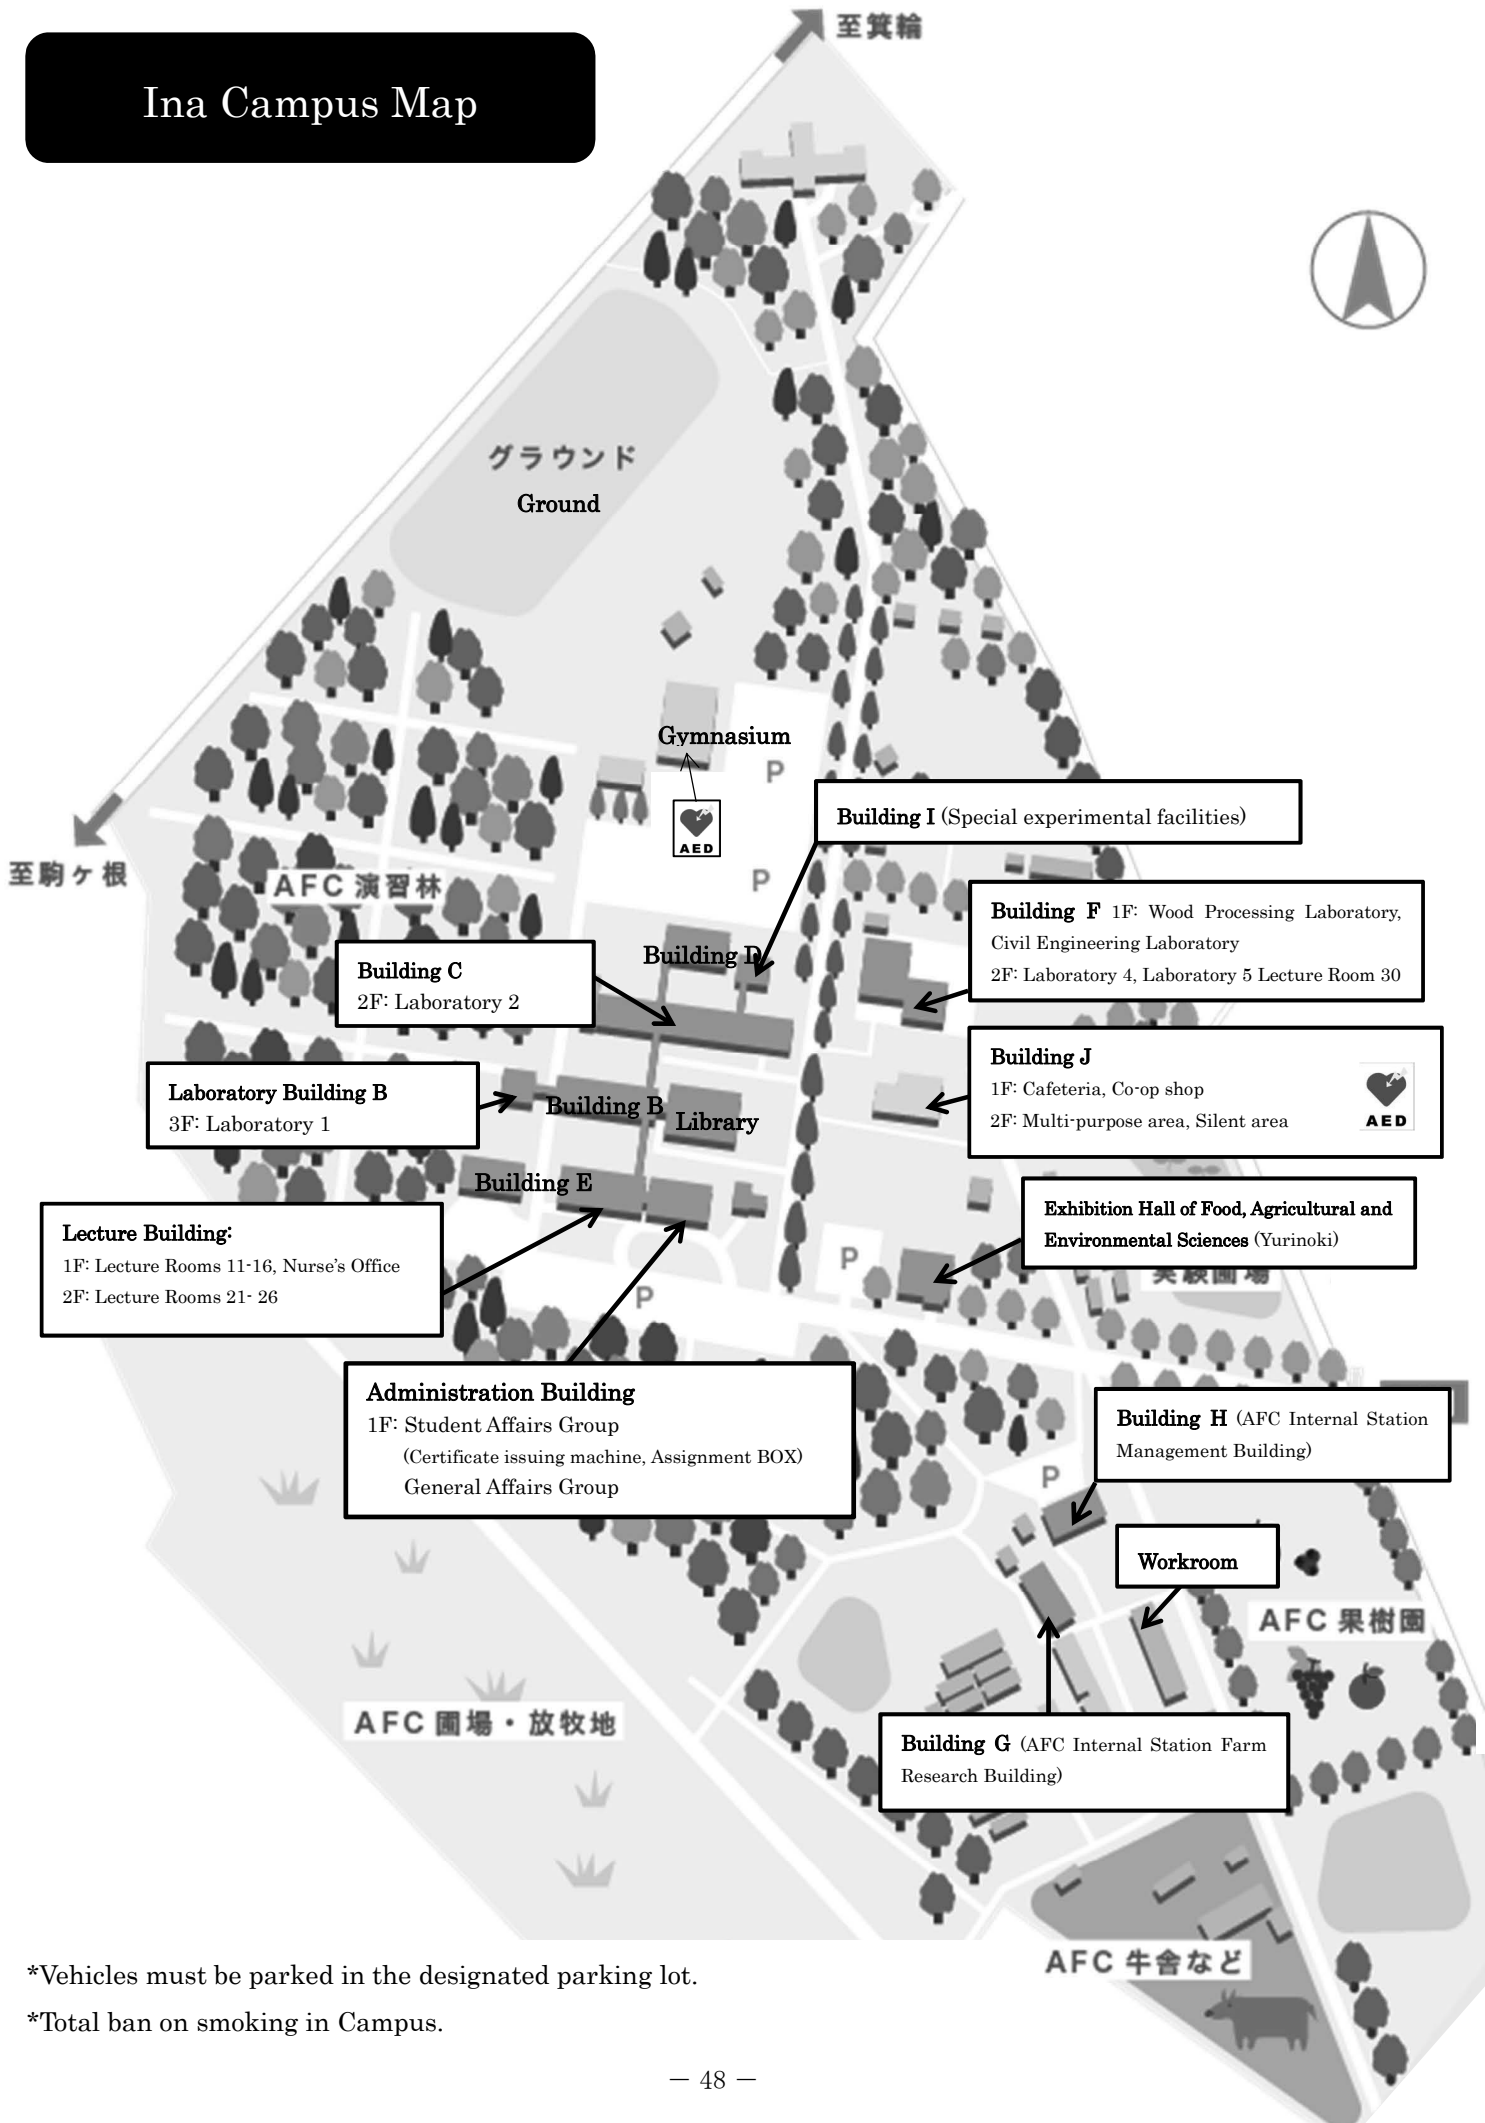 至箕輪
Ina Campus Map
グラウンド
Ground
Gymnasium
P
AED
Building I (Special experimental facilities)
至駒ヶ根
AFC 演習林
P
Building F 1F: Wood Processing Laboratory,
Civil Engineering Laboratory
2F: Laboratory 4, Laboratory 5 Lecture Room 30
Building D
Building C
2F: Laboratory 2
Building J
1F: Cafeteria, Co-op shop
2F: Multi-purpose area, Silent area
AED
Laboratory Building B
3F: Laboratory 1
Building B
Library
Building E
Exhibition Hall of Food, Agricultural and
Environmental Sciences (Yurinoki)
Lecture Building:
1F: Lecture Rooms 11-16, Nurse's Office
2F: Lecture Rooms 21- 26
P
実験圃場
P
Administration Building
1F: Student Affairs Group
(Certificate issuing machine, Assignment BOX)
General Affairs Group
Building H (AFC Internal Station
Management Building)
P
Workroom
AFC 果樹園
AFC 圃場・放牧地
Building G (AFC Internal Station Farm
Research Building)
AFC 牛舎など
*Vehicles must be parked in the designated parking lot.
*Total ban on smoking in Campus.
― 48 ―